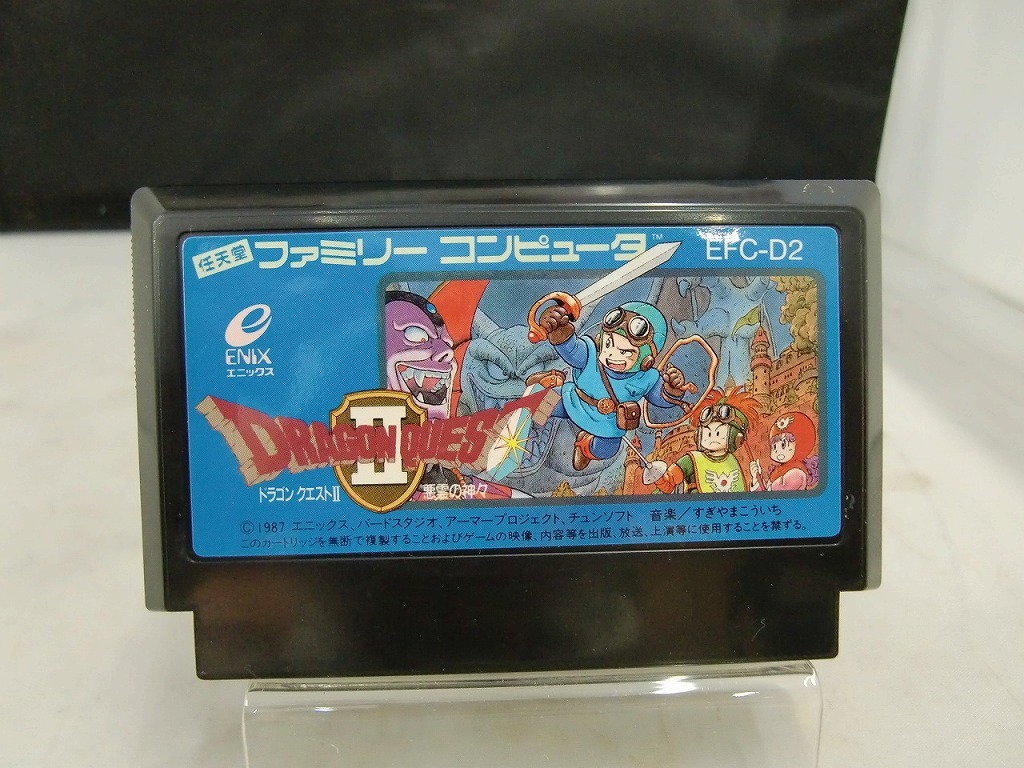 任天堂 ファミリー コンピュータ™ EFC-D2
e
ENIX
エニックス
DRAGON QUEST
II
ドラゴン クエストII 悪霊の神々
©1987 エニックス、バードスタジオ、アーマープロジェクト、チュンソフト 音楽/すぎやまこういち
このカートリッジを無断で複製することおよびゲームの映像、内容等を出版、放送、上演等に使用することを禁ずる。